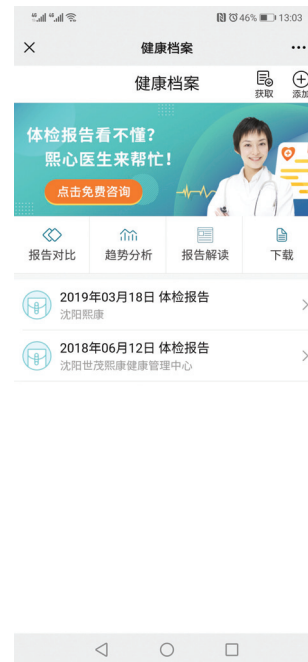 46% 13:03
健康档案
健康档案
获取
添加
体检报告看不懂?
熙心医生来帮忙!
点击免费咨询
报告对比
趋势分析
报告解读
下载
2019年03月18日 体检报告
沈阳熙康
2018年06月12日 体检报告
沈阳世茂熙康健康管理中心